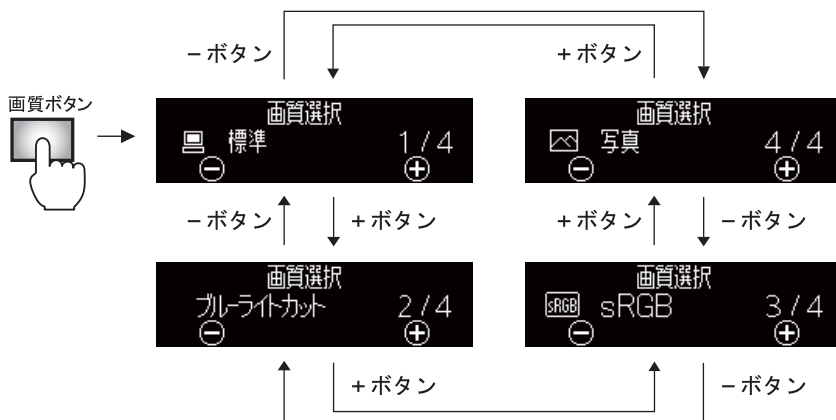 －ボタン
＋ボタン
画質ボタン
画質選択
標準 1/4
画質選択
写真 4/4
－ボタン
＋ボタン
＋ボタン
－ボタン
画質選択
ブルーライトカット 2/4
画質選択
sRGB sRGB 3/4
＋ボタン
－ボタン